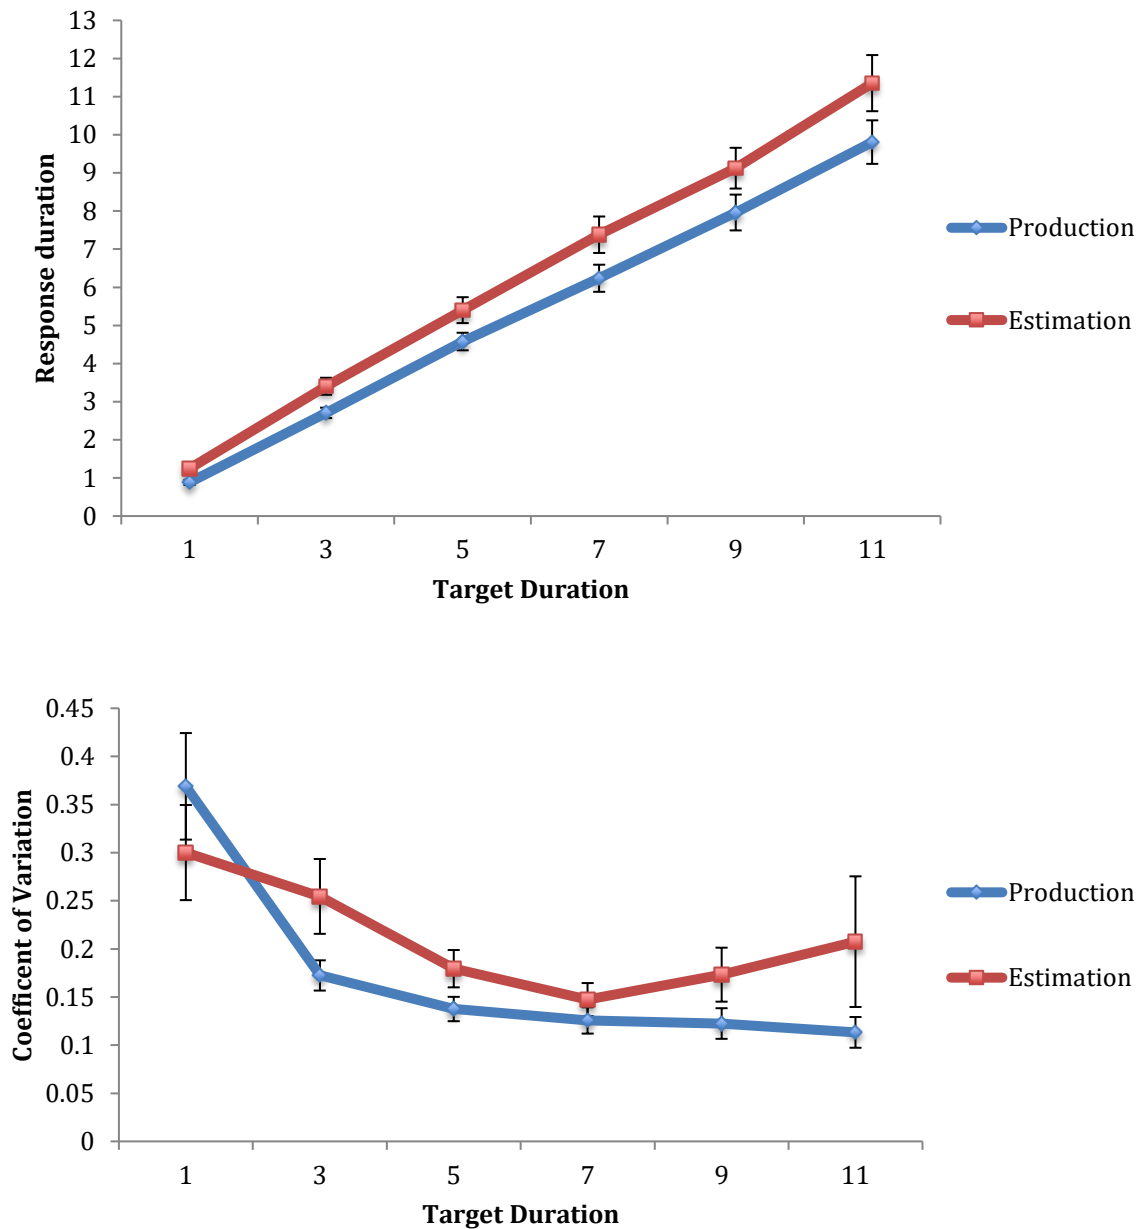 13
12
11
10
9
8
7
6
5
4
3
2
1
0
Response duration
1 3 5 7 9 11
Target Duration
Production
Estimation
0.45
0.4
0.35
0.3
0.25
0.2
0.15
0.1
0.05
0
Coefficent of Variation
1 3 5 7 9 11
Target Duration
Production
Estimation